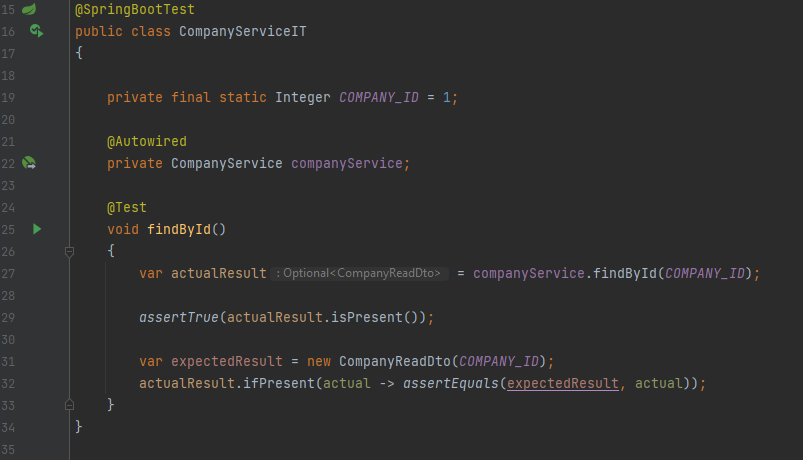 15 @SpringBootTest
16 public class CompanyServiceIT
17 {
18
19     private final static Integer COMPANY_ID = 1;
20
21     @Autowired
22     private CompanyService companyService;
23
24     @Test
25     void findById()
26     {
27         var actualResult : Optional<CompanyReadDto> = companyService.findById(COMPANY_ID);
28
29         assertTrue(actualResult.isPresent());
30
31         var expectedResult = new CompanyReadDto(COMPANY_ID);
32         actualResult.ifPresent(actual -> assertEquals(expectedResult, actual));
33     }
34 }
35